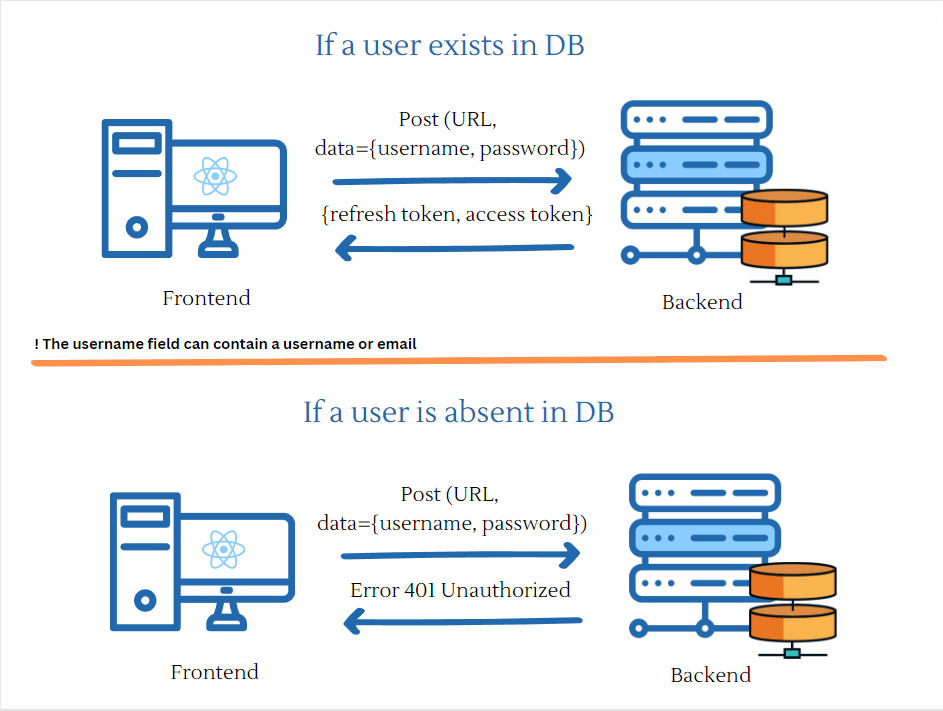 If a user exists in DB
Post (URL,
data={username, password})
{refresh token, access token}
Frontend
Backend
! The username field can contain a username or email
If a user is absent in DB
Post (URL,
data={username, password})
Error 401 Unauthorized
Frontend
Backend